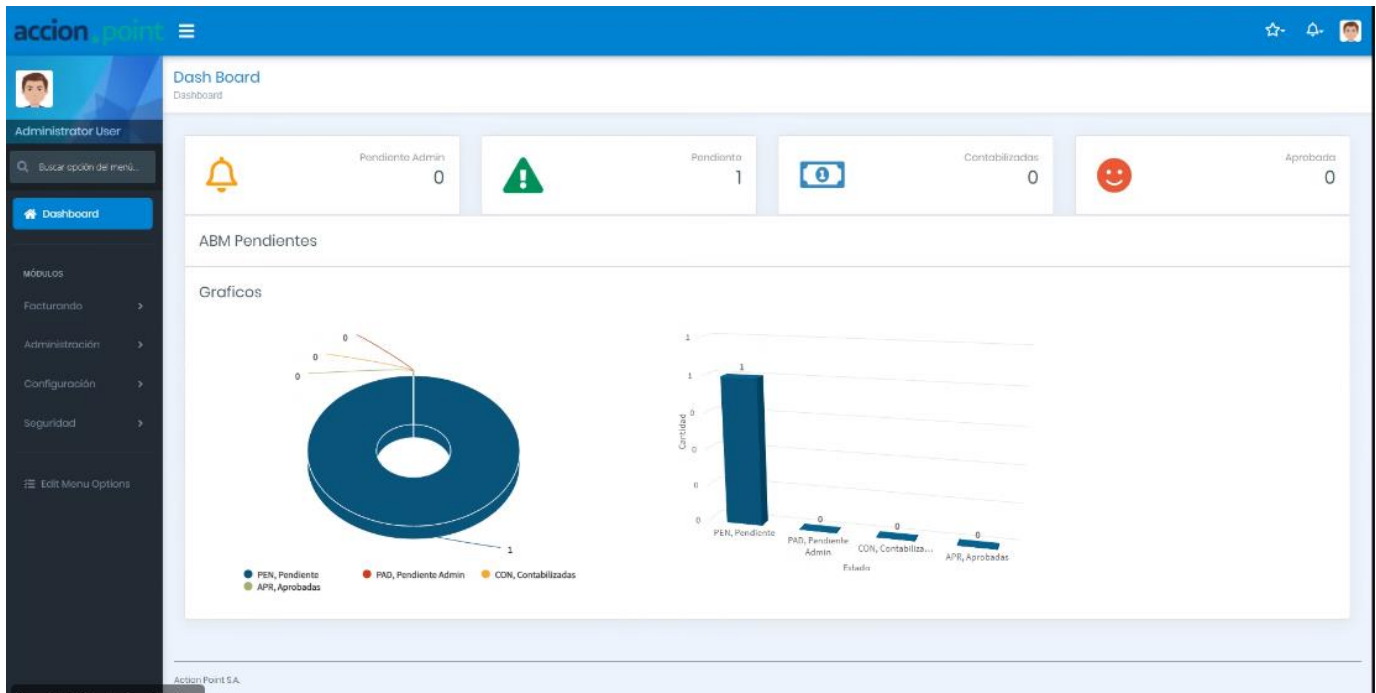 accion.point
Dash Board
Dashboard
Administrator User
Buscar opción del menú...
Dashboard
MÓDULOS
Facturando
Administración
Configuración
Seguridad
Edit Menu Options
Pendiente Admin
0
Pendiente
1
Contabilizadas
0
Aprobada
0
ABM Pendientes
Graficos
0
0
0
1
PEN, Pendiente
PAD, Pendiente Admin
CON, Contabilizadas
APR, Aprobadas
Cantidad
1
1
0
0
0
0
1
0
0
0
PEN, Pendiente
PAD, Pendiente
Admin
CON, Contabiliza...
APR, Aprobadas
Estado
Action Point S.A.